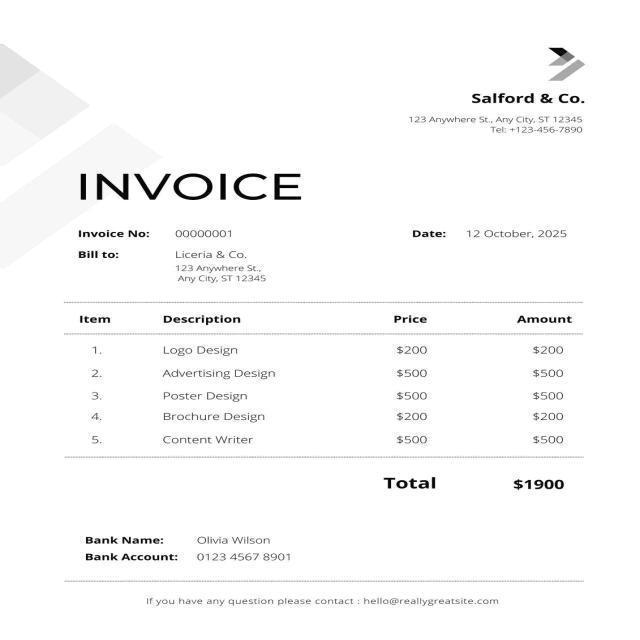 Salford & Co.
123 Anywhere St., Any City, ST 12345
Tel: +123-456-7890
INVOICE
Invoice No: 00000001 Date: 12 October, 2025
Bill to: Liceria & Co.
123 Anywhere St.,
Any City, ST 12345
Item Description Price Amount
1. Logo Design $200 $200
2. Advertising Design $500 $500
3. Poster Design $500 $500
4. Brochure Design $200 $200
5. Content Writer $500 $500
Total $1900
Bank Name: Olivia Wilson
Bank Account: 0123 4567 8901
If you have any question please contact : hello@reallygreatsite.com